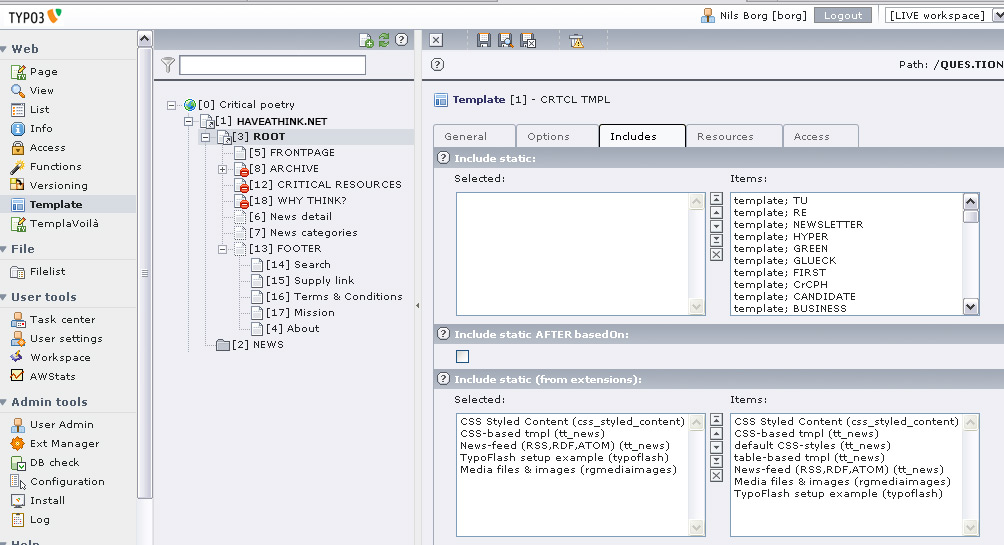 TYPO3
Nils Borg [borg]
Logout
[LIVE workspace]
Web
Page
View
List
Info
Access
Functions
Versioning
Template
TemplaVoilà
File
Filelist
User tools
Task center
User settings
Workspace
AWStats
Admin tools
User Admin
Ext Manager
DB check
Configuration
Install
Log
Help
[0] Critical poetry
[1] HAVEATHINK.NET
[3] ROOT
[5] FRONTPAGE
[8] ARCHIVE
[12] CRITICAL RESOURCES
[18] WHY THINK?
[6] News detail
[7] News categories
[13] FOOTER
[14] Search
[15] Supply link
[16] Terms & Conditions
[17] Mission
[4] About
[2] NEWS
Path: /QUES.TION
Template [1] - CRTCL TMPL
General
Options
Includes
Resources
Access
Include static:
Selected:
Items:
template; TU
template; RE
template; NEWSLETTER
template; HYPER
template; GREEN
template; GLUECK
template; FIRST
template; CrCPH
template; CANDIDATE
template; BUSINESS
Include static AFTER basedOn:
Include static (from extensions):
Selected:
CSS Styled Content (css_styled_content)
CSS-based tmpl (tt_news)
News-feed (RSS,RDF,ATOM) (tt_news)
TypoFlash setup example (typoflash)
Media files & images (rgmediaimages)
Items:
CSS Styled Content (css_styled_content)
CSS-based tmpl (tt_news)
default CSS-styles (tt_news)
table-based tmpl (tt_news)
News-feed (RSS,RDF,ATOM) (tt_news)
Media files & images (rgmediaimages)
TypoFlash setup example (typoflash)